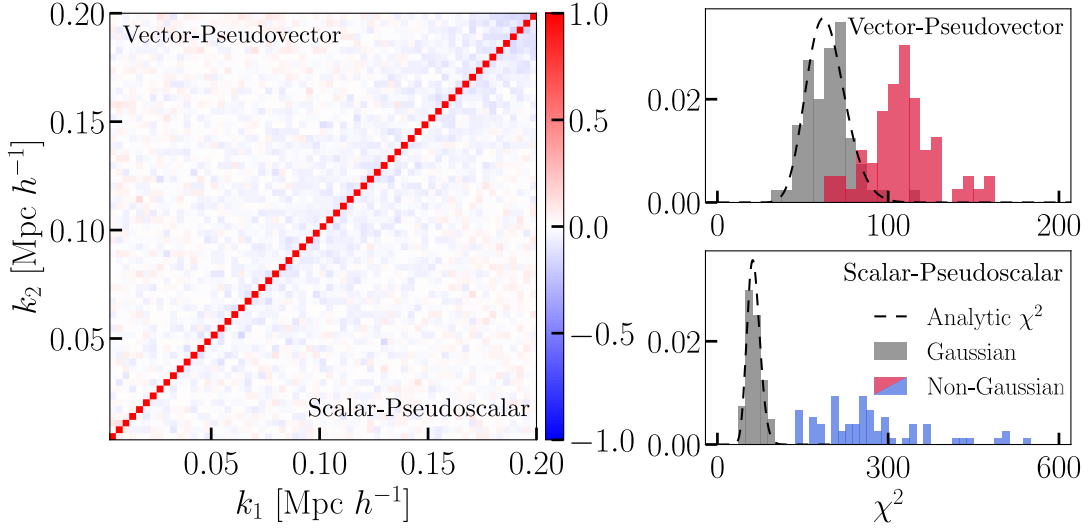 0.20
0.15
0.10
0.05
k₂ [Mpc h⁻¹]
Vector-Pseudovector
Scalar-Pseudoscalar
0.05
0.10
0.15
0.20
k₁ [Mpc h⁻¹]
1.0
0.5
0.0
−0.5
−1.0
Vector-Pseudovector
0.02
0.00
0
100
200
Scalar-Pseudoscalar
Analytic χ²
Gaussian
Non-Gaussian
0.02
0.00
0
300
600
χ²